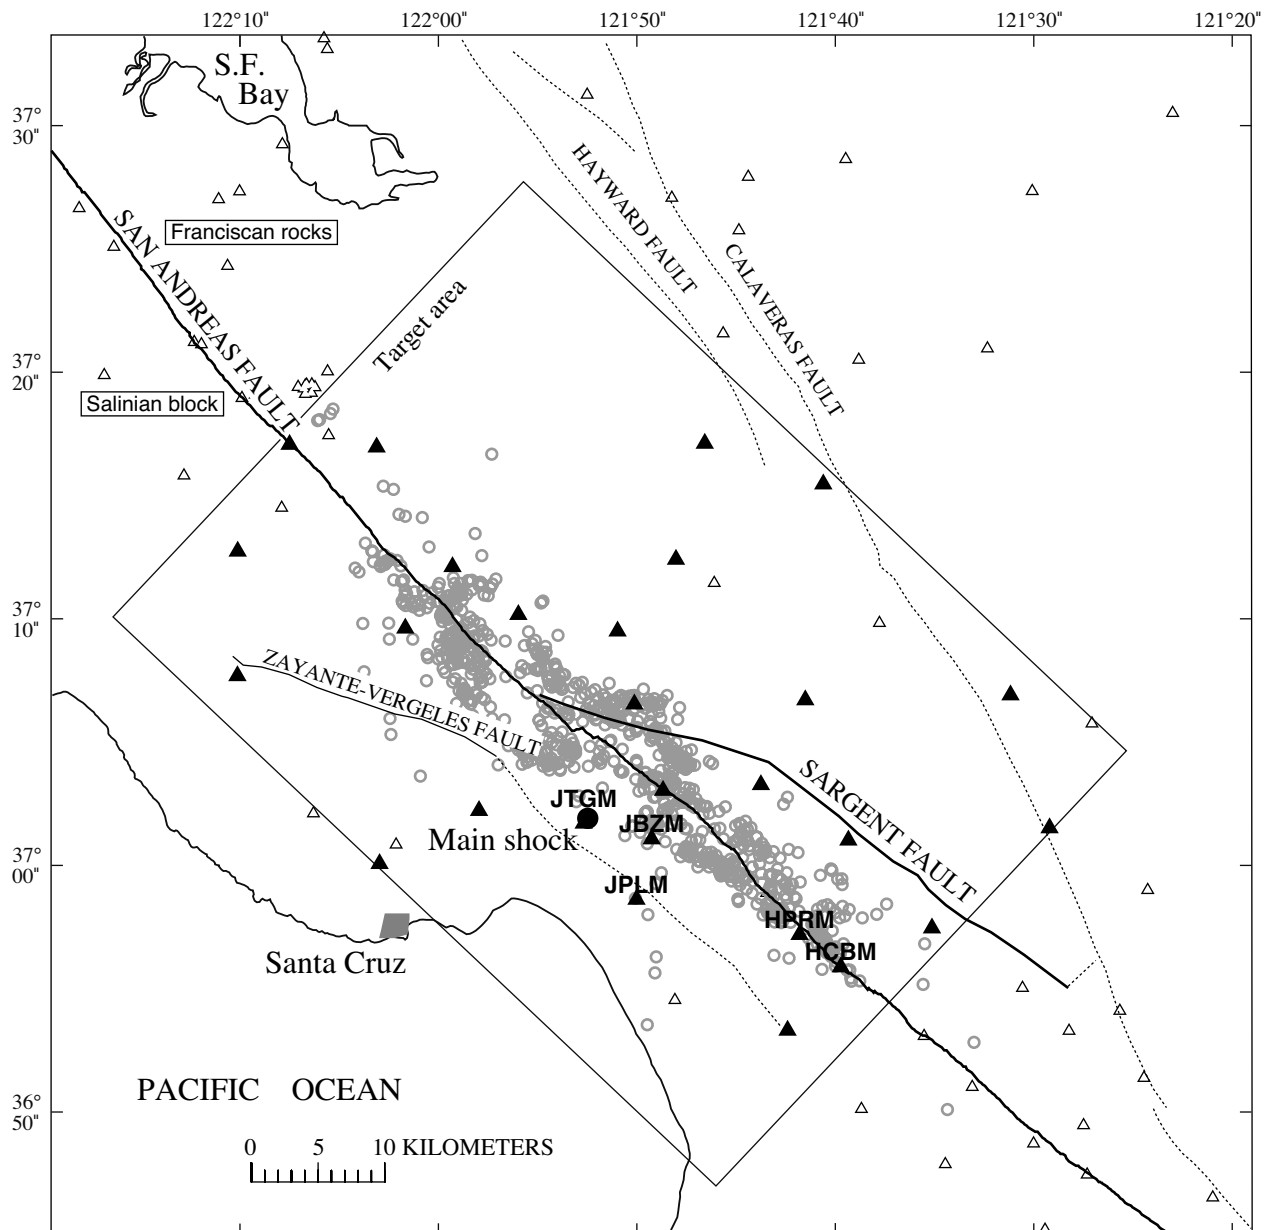 122°10" 122°00" 121°50" 121°40" 121°30" 121°20"
37°
30"
S.F.
Bay
HAYWARD FAULT
CALAVERAS FAULT
Franciscan rocks
SAN ANDREAS FAULT
Target area
37°
20"
Salinian block
37°
10"
ZAYANTE-VERGELES FAULT
SARGENT FAULT
JTGM
JBZM
Main shock
37°
00"
JPLM
HPRM
HCBM
Santa Cruz
PACIFIC OCEAN
36°
50"
0 5 10 KILOMETERS